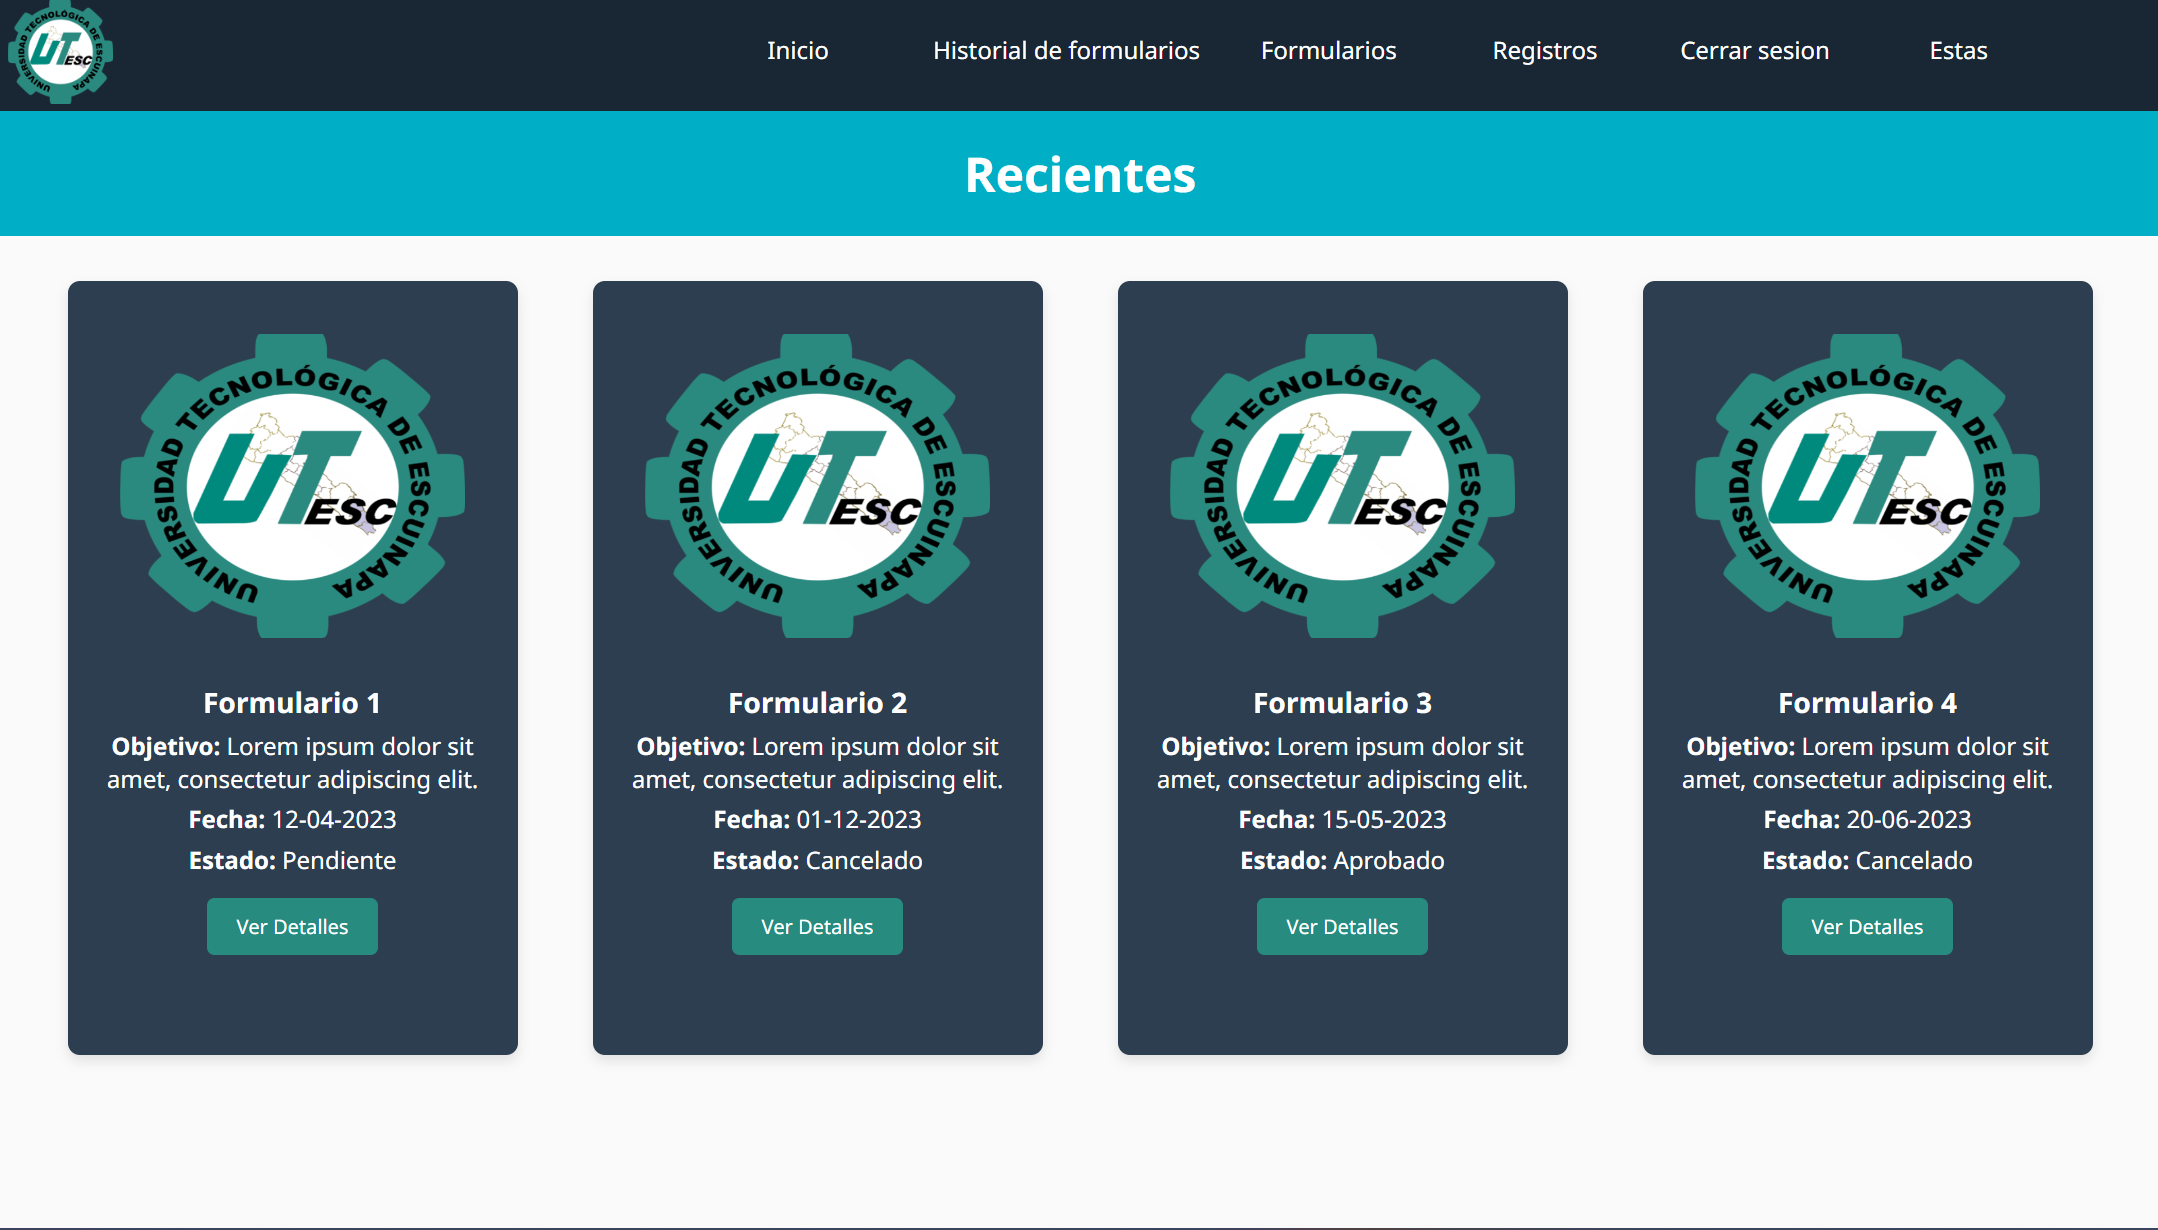 UNIVERSIDAD TECNOLÓGICA DE ESCUINAPA
UTESC
Inicio Historial de formularios Formularios Registros Cerrar sesion Estas
Recientes
UNIVERSIDAD TECNOLÓGICA DE ESCUINAPA
UTESC
Formulario 1
Objetivo: Lorem ipsum dolor sit
amet, consectetur adipiscing elit.
Fecha: 12-04-2023
Estado: Pendiente
Ver Detalles
UNIVERSIDAD TECNOLÓGICA DE ESCUINAPA
UTESC
Formulario 2
Objetivo: Lorem ipsum dolor sit
amet, consectetur adipiscing elit.
Fecha: 01-12-2023
Estado: Cancelado
Ver Detalles
UNIVERSIDAD TECNOLÓGICA DE ESCUINAPA
UTESC
Formulario 3
Objetivo: Lorem ipsum dolor sit
amet, consectetur adipiscing elit.
Fecha: 15-05-2023
Estado: Aprobado
Ver Detalles
UNIVERSIDAD TECNOLÓGICA DE ESCUINAPA
UTESC
Formulario 4
Objetivo: Lorem ipsum dolor sit
amet, consectetur adipiscing elit.
Fecha: 20-06-2023
Estado: Cancelado
Ver Detalles